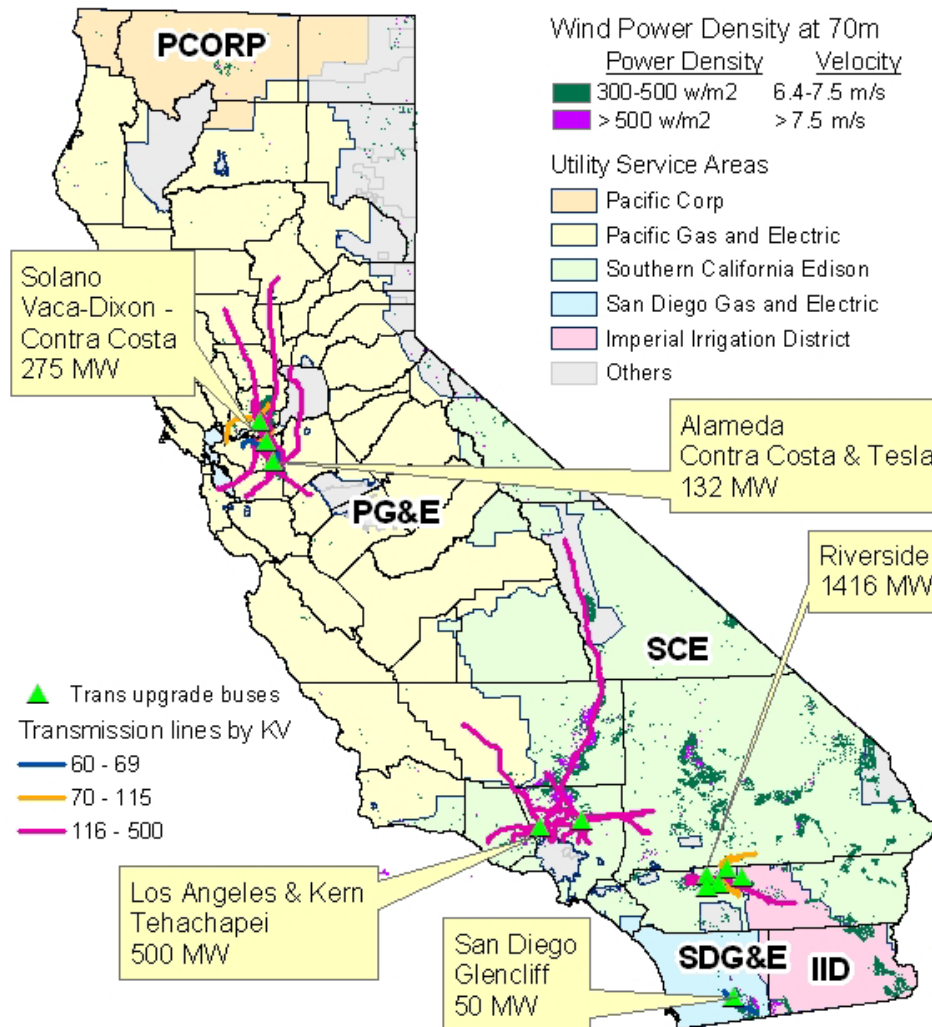 PCORP
Wind Power Density at 70m
Power Density Velocity
300-500 w/m2 6.4-7.5 m/s
> 500 w/m2 > 7.5 m/s
Utility Service Areas
Pacific Corp
Pacific Gas and Electric
Southern California Edison
San Diego Gas and Electric
Imperial Irrigation District
Others
Solano
Vaca-Dixon -
Contra Costa
275 MW
Alameda
Contra Costa & Tesla
132 MW
PG&E
Riverside
1416 MW
SCE
Trans upgrade buses
Transmission lines by KV
60 - 69
70 - 115
116 - 500
Los Angeles & Kern
Tehachapei
500 MW
San Diego
Glencliff
50 MW
SDG&E
IID